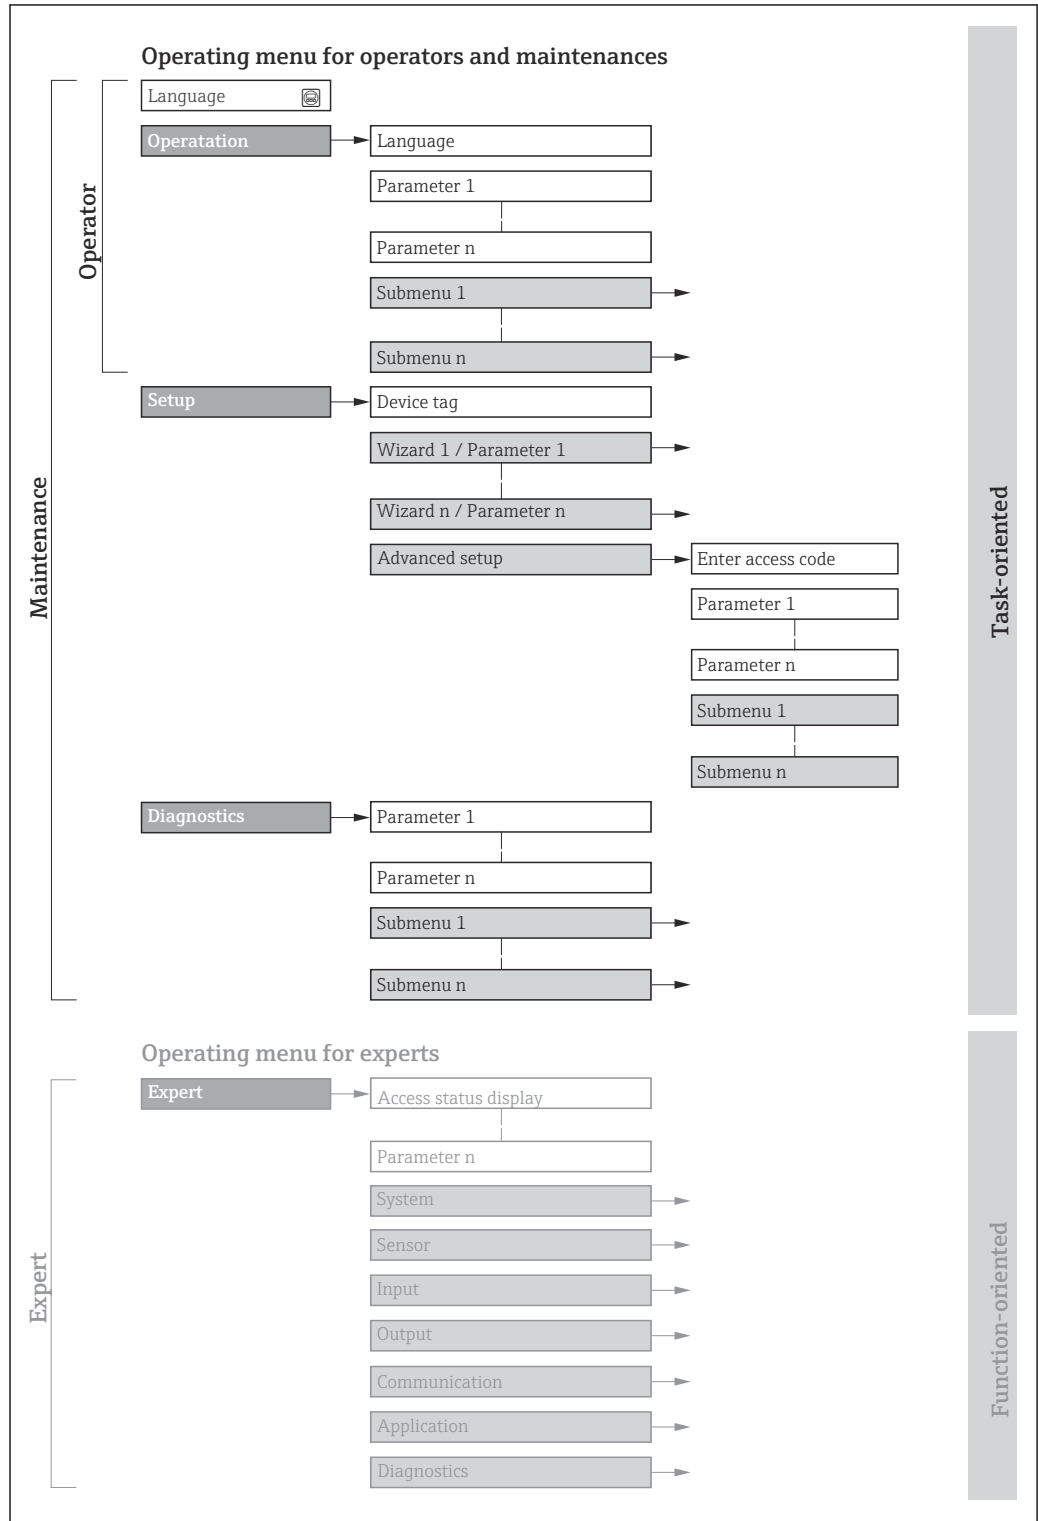 Operating menu for operators and maintenances
Language
Operatation
Language
Parameter 1
Parameter n
Submenu 1
Submenu n
Operator
Setup
Device tag
Wizard 1 / Parameter 1
Wizard n / Parameter n
Advanced setup
Enter access code
Parameter 1
Parameter n
Submenu 1
Submenu n
Maintenance
Task-oriented
Diagnostics
Parameter 1
Parameter n
Submenu 1
Submenu n
Operating menu for experts
Expert
Access status display
Parameter n
System
Sensor
Input
Output
Communication
Application
Diagnostics
Expert
Function-oriented